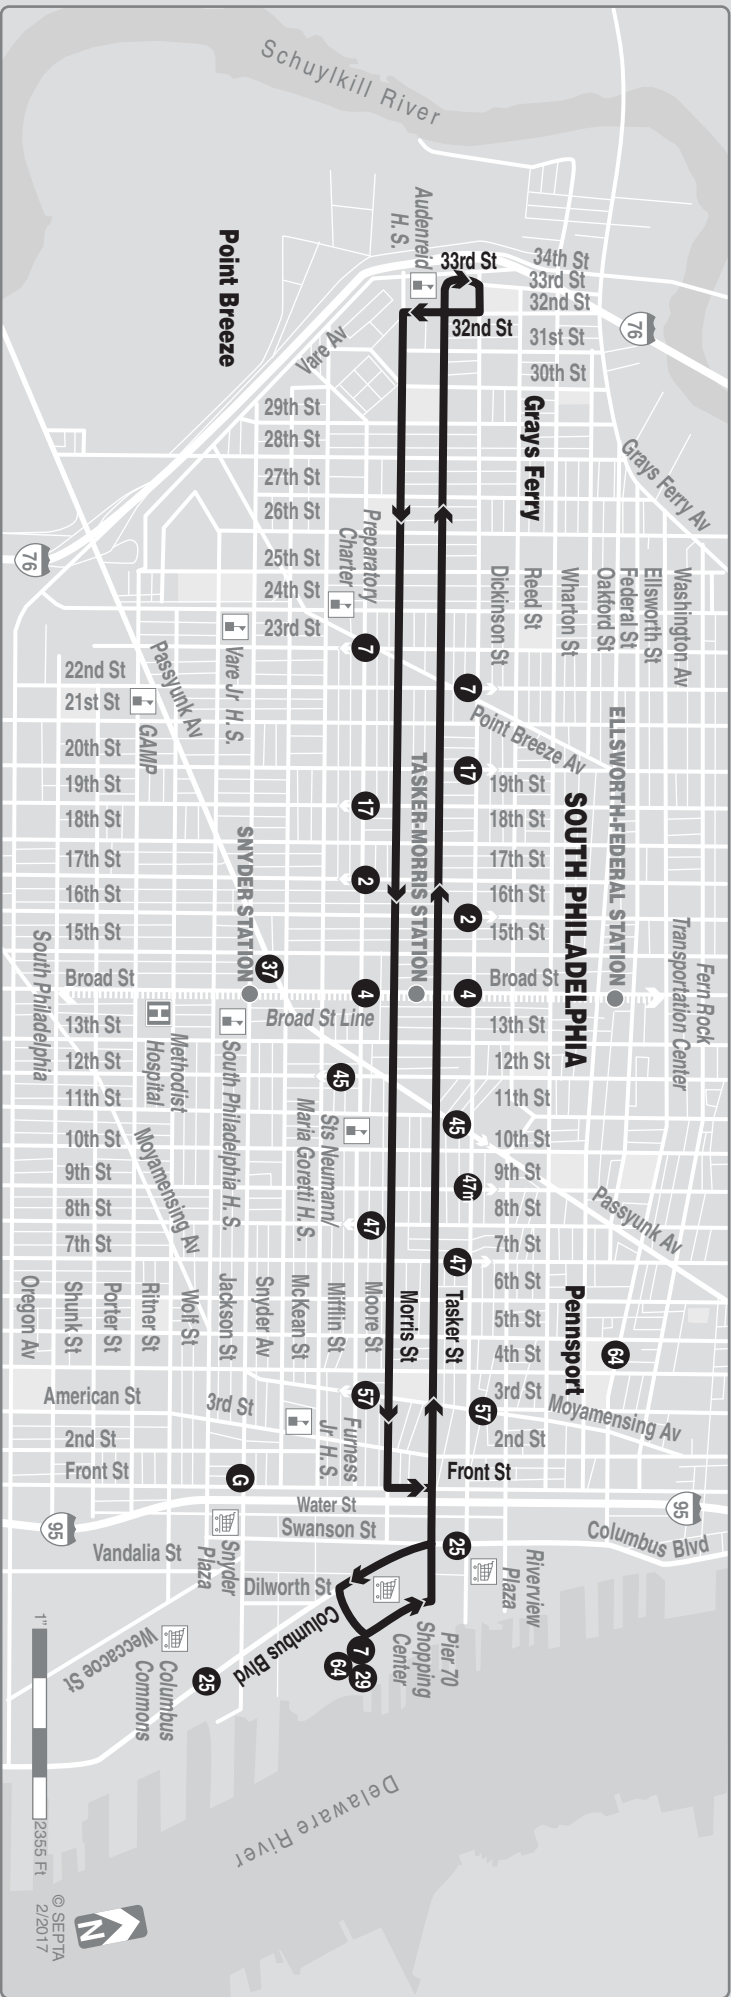 Schuylkill River
Point Breeze
Audenreid
H. S.
33rd St
32nd St
34th St
33rd St
32nd St
31st St
30th St
76
Vare Av
Grays Ferry
Grays Ferry Av
29th St
28th St
27th St
26th St
25th St
24th St
23rd St
76
Preparatory
Charter
Washington Av
Ellsworth St
Federal St
Oakford St
Wharton St
Reed St
Dickinson St
7
7
Vare Jr H. S.
Passyunk Av
22nd St
21st St
20th St
19th St
18th St
17th St
16th St
15th St
Broad St
13th St
12th St
11th St
10th St
9th St
8th St
7th St
GAMP
Point Breeze Av
ELLSWORTH-FEDERAL STATION
SOUTH PHILADELPHIA
TASKER-MORRIS STATION
SNYDER STATION
17
17
2
2
37
4
4
19th St
18th St
17th St
16th St
15th St
Broad St
13th St
12th St
11th St
10th St
9th St
8th St
7th St
6th St
5th St
4th St
3rd St
2nd St
Fern Rock
Transportation Center
South Philadelphia
Broad St Line
Methodist
Hospital
South Philadelphia H. S.
Sts Neumann/
Maria Goretti H. S.
45
45
47m
47
47
Moyamensing Av
Passyunk Av
Oregon Av
Shunk St
Porter St
Ritner St
Wolf St
Jackson St
Snyder Av
McKean St
Mifflin St
Moore St
Morris St
Tasker St
Pennsport
64
57
57
Moyamensing Av
American St
3rd St
2nd St
Front St
Furness
Jr. H. S.
Front St
G
Water St
Swanson St
95
95
Columbus Blvd
Vandalia St
Snyder
Plaza
Dilworth St
25
Riverview
Plaza
Pier 70
Shopping
Center
Columbus Blvd
7
29
64
25
Weccacoe St
Columbus
Commons
Delaware River
1"
2355 Ft
N
© SEPTA
2/2017